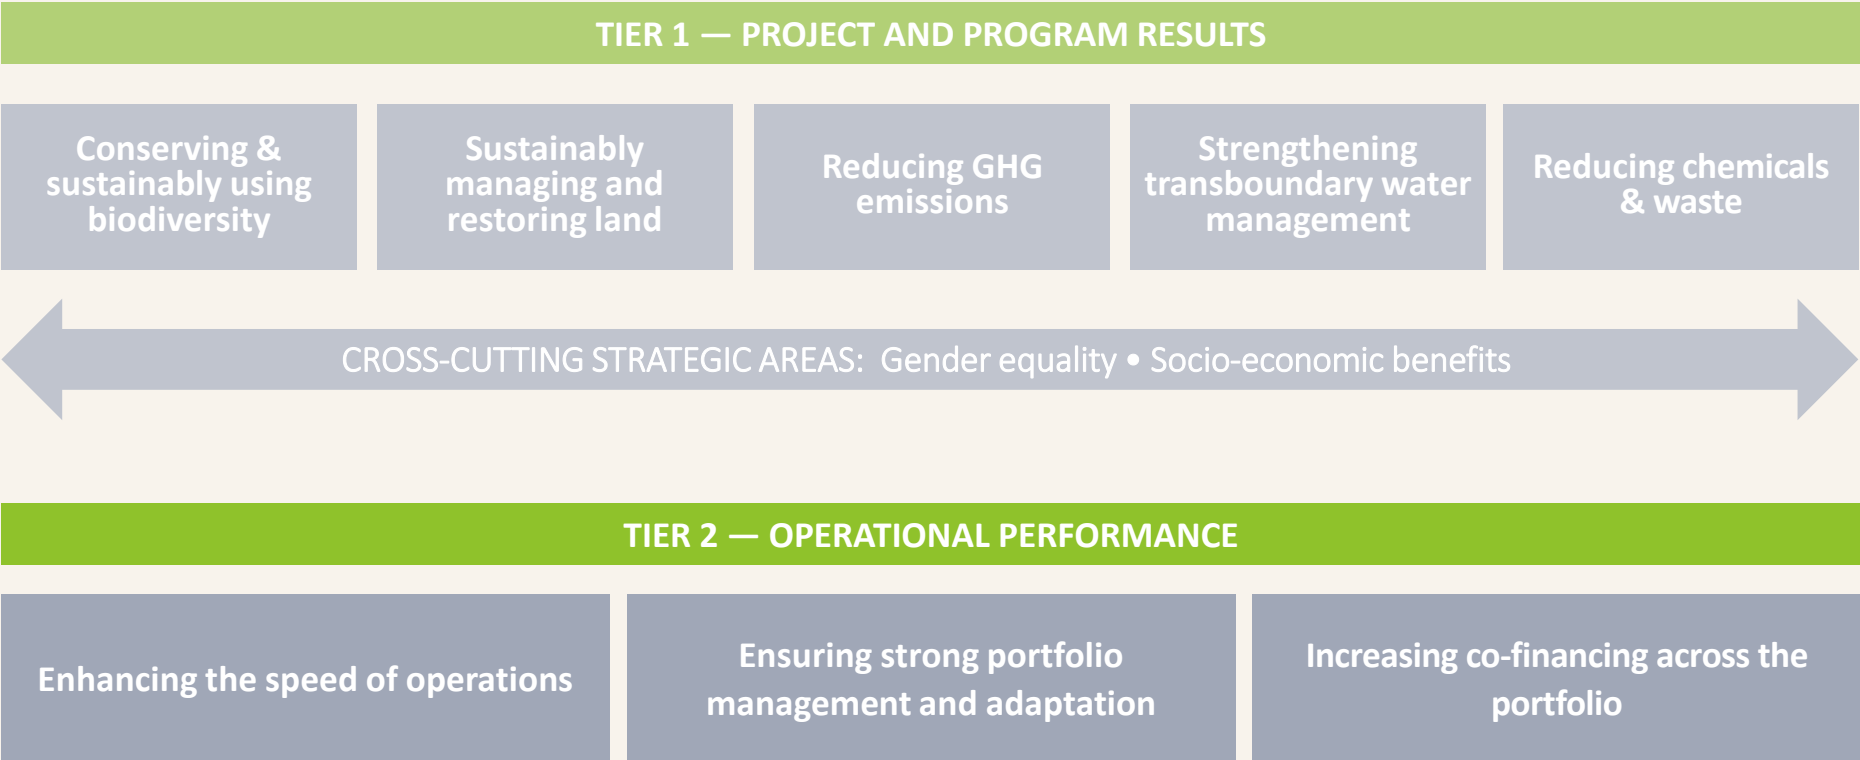 TIER 1 — PROJECT AND PROGRAM RESULTS
Conserving &
sustainably using
biodiversity
Sustainably
managing and
restoring land
Reducing GHG
emissions
Strengthening
transboundary water
management
Reducing chemicals
& waste
CROSS-CUTTING STRATEGIC AREAS: Gender equality • Socio-economic benefits
TIER 2 — OPERATIONAL PERFORMANCE
Enhancing the speed of operations
Ensuring strong portfolio
management and adaptation
Increasing co-financing across the
portfolio